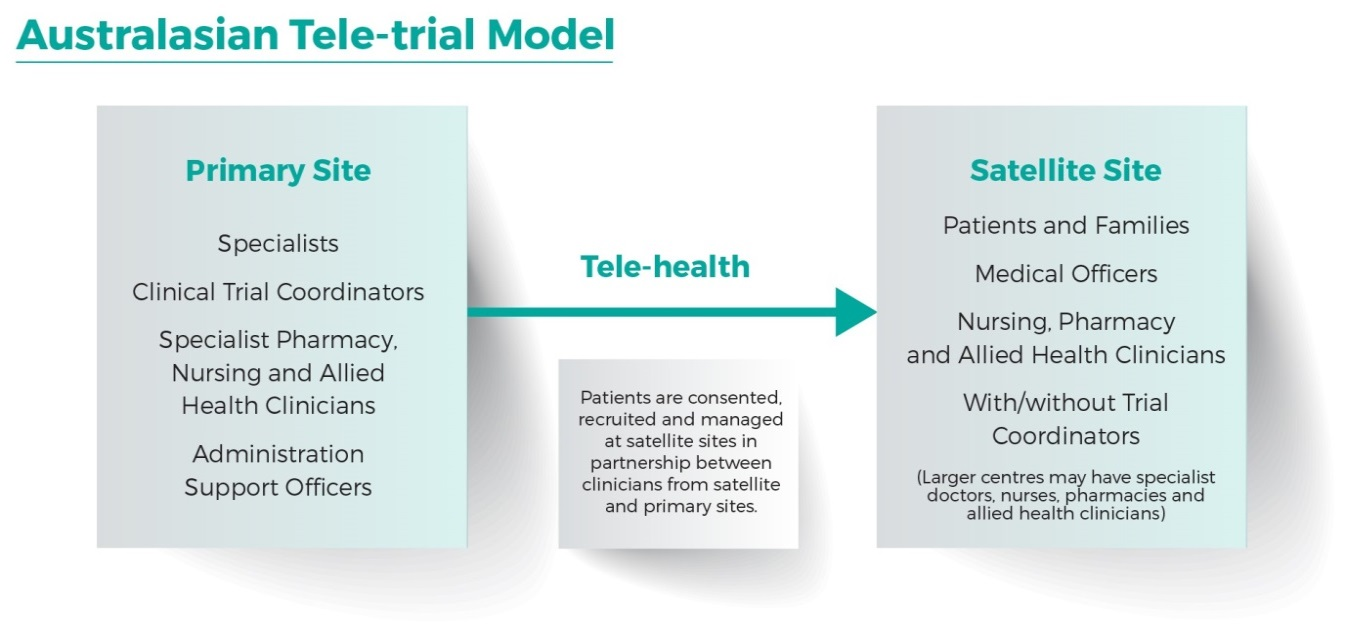 Australasian Tele-trial Model
Primary Site
Specialists
Clinical Trial Coordinators
Specialist Pharmacy,
Nursing and Allied
Health Clinicians
Administration
Support Officers
Tele-health
Patients are consented,
recruited and managed
at satellite sites in
partnership between
clinicians from satellite
and primary sites.
Satellite Site
Patients and Families
Medical Officers
Nursing, Pharmacy
and Allied Health Clinicians
With/without Trial
Coordinators
(Larger centres may have specialist
doctors, nurses, pharmacies and
allied health clinicians)